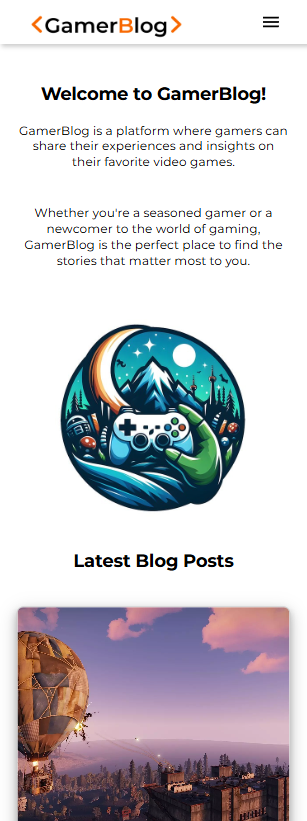 <GamerBlog>
Welcome to GamerBlog!
GamerBlog is a platform where gamers can
share their experiences and insights on
their favorite video games.
Whether you're a seasoned gamer or a
newcomer to the world of gaming,
GamerBlog is the perfect place to find the
stories that matter most to you.
Latest Blog Posts